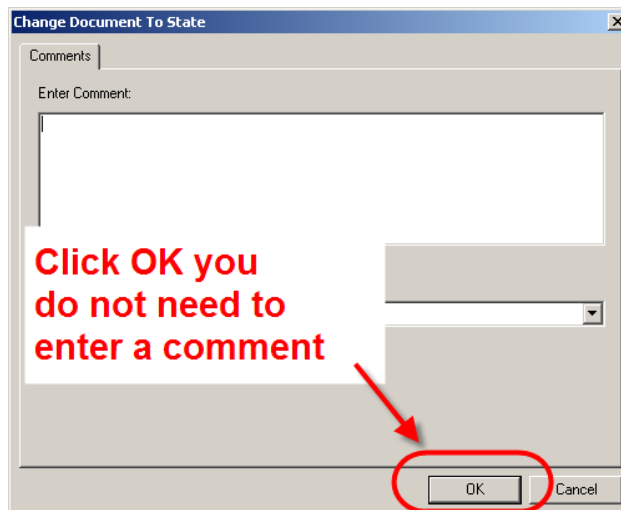 Change Document To State
Comments
Enter Comment:
Click OK you
do not need to
enter a comment
OK
Cancel